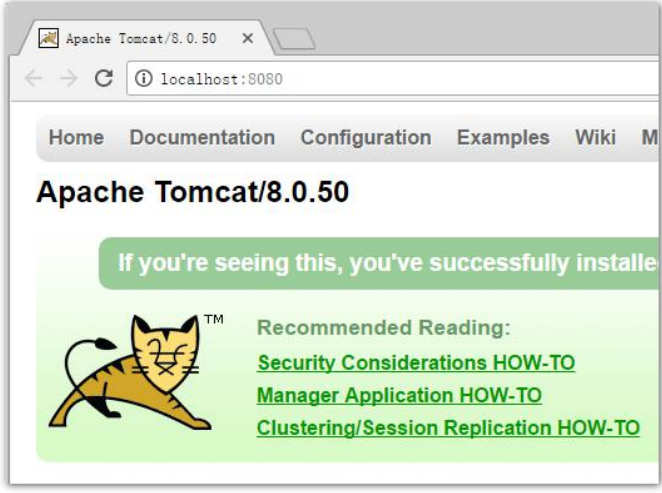 Apache Tomcat/8.0.50
localhost:8080
Home Documentation Configuration Examples Wiki M
Apache Tomcat/8.0.50
If you're seeing this, you've successfully installe
TM
Recommended Reading:
Security Considerations HOW-TO
Manager Application HOW-TO
Clustering/Session Replication HOW-TO